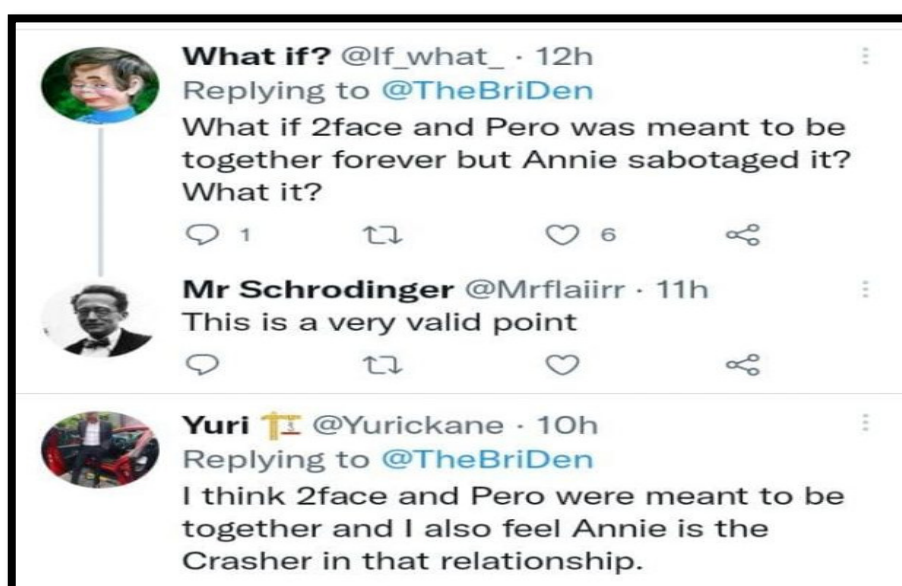 What if? @If_what_ · 12h
Replying to @TheBriDen
What if 2face and Pero was meant to be
together forever but Annie sabotaged it?
What it?
1 6
Mr Schrodinger @Mrflaiirr · 11h
This is a very valid point
Yuri 🏗 @Yurickane · 10h
Replying to @TheBriDen
I think 2face and Pero were meant to be
together and I also feel Annie is the
Crasher in that relationship.